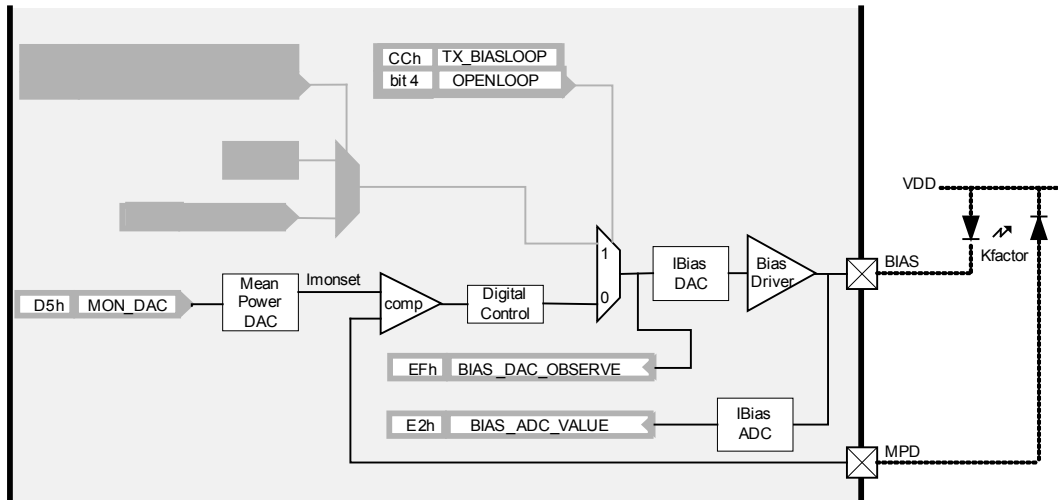 CCh TX_BIASLOOP
bit 4 OPENLOOP
VDD
Kfactor
BIAS
1
0
IBias
DAC
Bias
Driver
D5h MON_DAC
Mean
Power
DAC
Imonset
comp
Digital
Control
EFh BIAS_DAC_OBSERVE
E2h BIAS_ADC_VALUE
IBias
ADC
MPD